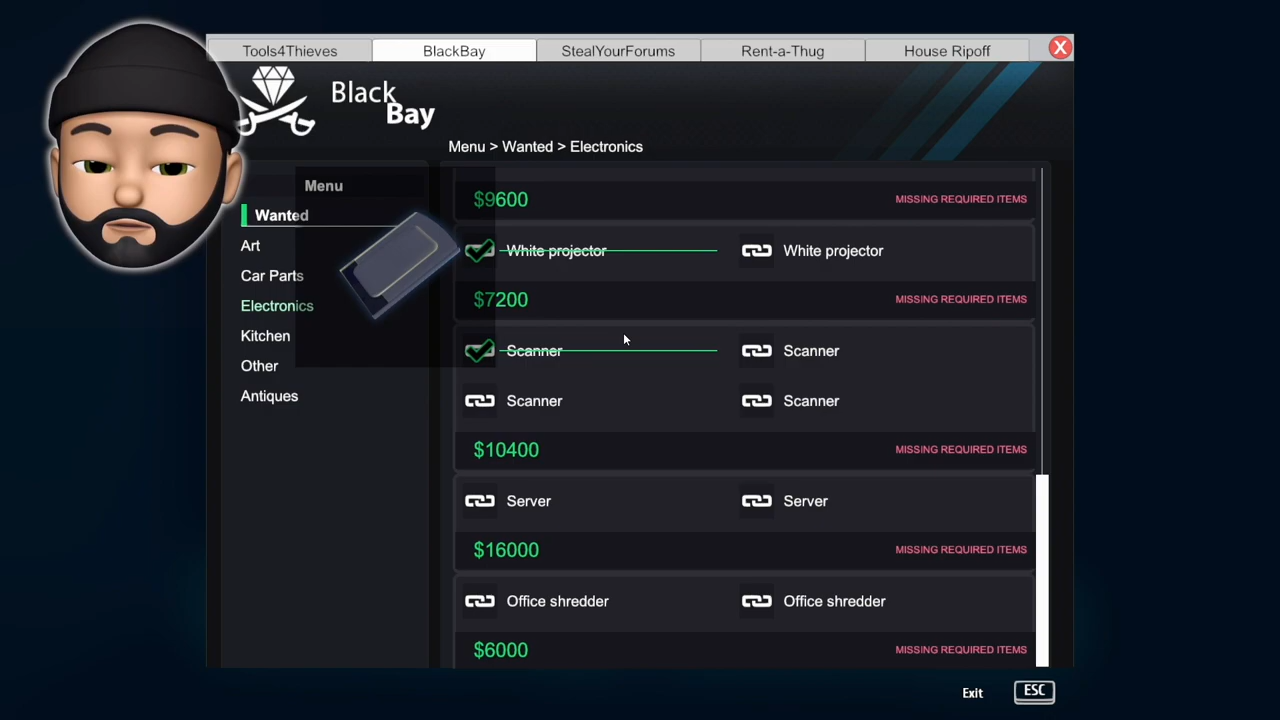 Tools4Thieves BlackBay StealYourForums Rent-a-Thug House Ripoff X
Black
Bay
Menu > Wanted > Electronics
Menu
Wanted
Art
Car Parts
Electronics
Kitchen
Other
Antiques
$9600 MISSING REQUIRED ITEMS
White projector White projector
$7200 MISSING REQUIRED ITEMS
Scanner Scanner
Scanner Scanner
$10400 MISSING REQUIRED ITEMS
Server Server
$16000 MISSING REQUIRED ITEMS
Office shredder Office shredder
$6000 MISSING REQUIRED ITEMS
Exit ESC